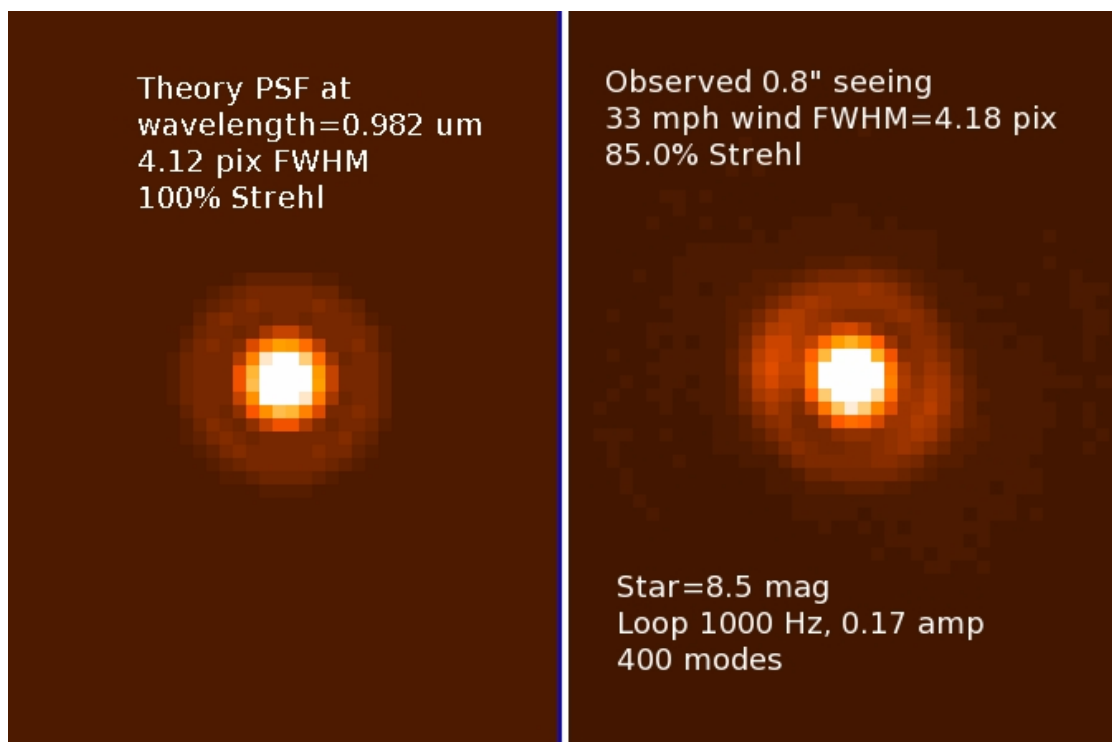 Theory PSF at
wavelength=0.982 um
4.12 pix FWHM
100% Strehl
Observed 0.8" seeing
33 mph wind FWHM=4.18 pix
85.0% Strehl
Star=8.5 mag
Loop 1000 Hz, 0.17 amp
400 modes